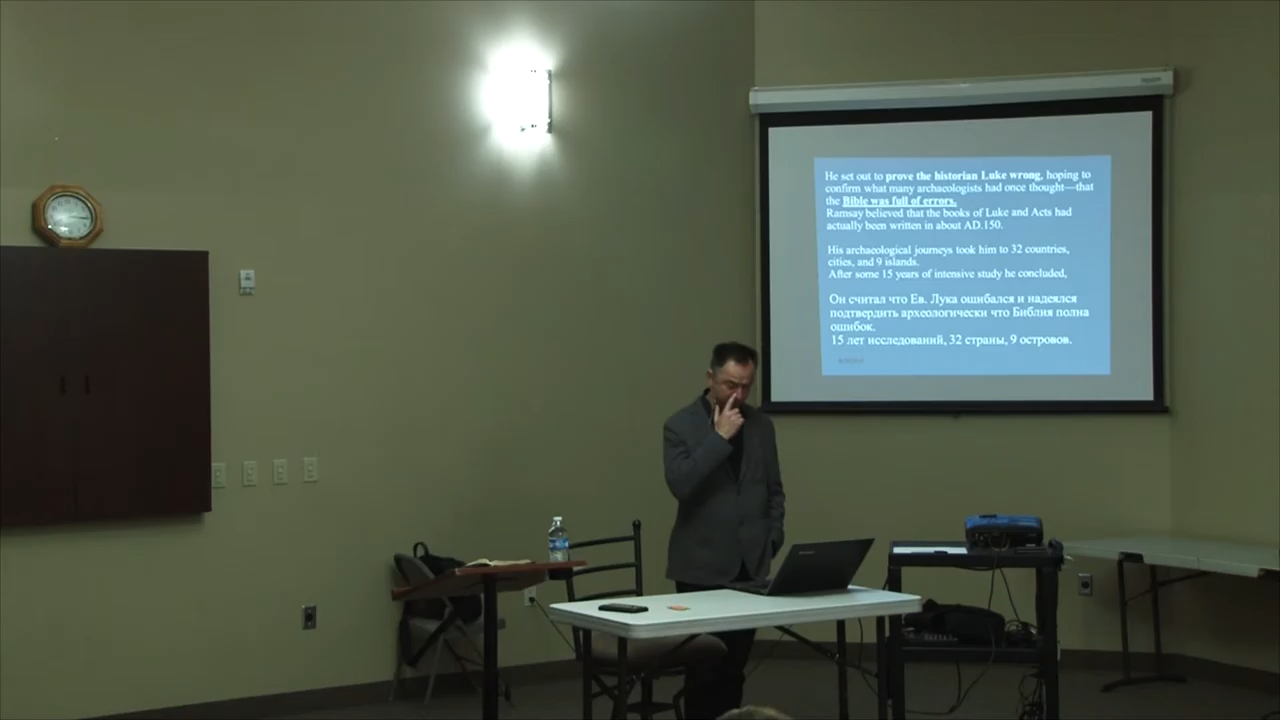 He set out to prove the historian Luke wrong, hoping to
confirm what many archaeologists had once thought—that
the Bible was full of errors.
Ramsay believed that the books of Luke and Acts had
actually been written in about AD.150.
His archaeological journeys took him to 32 countries,
cities, and 9 islands.
After some 15 years of intensive study he concluded,
Он считал что Ев. Лука ошибался и надеялся
подтвердить археологически что Библия полна
ошибок.
15 лет исследований, 32 страны, 9 островов.